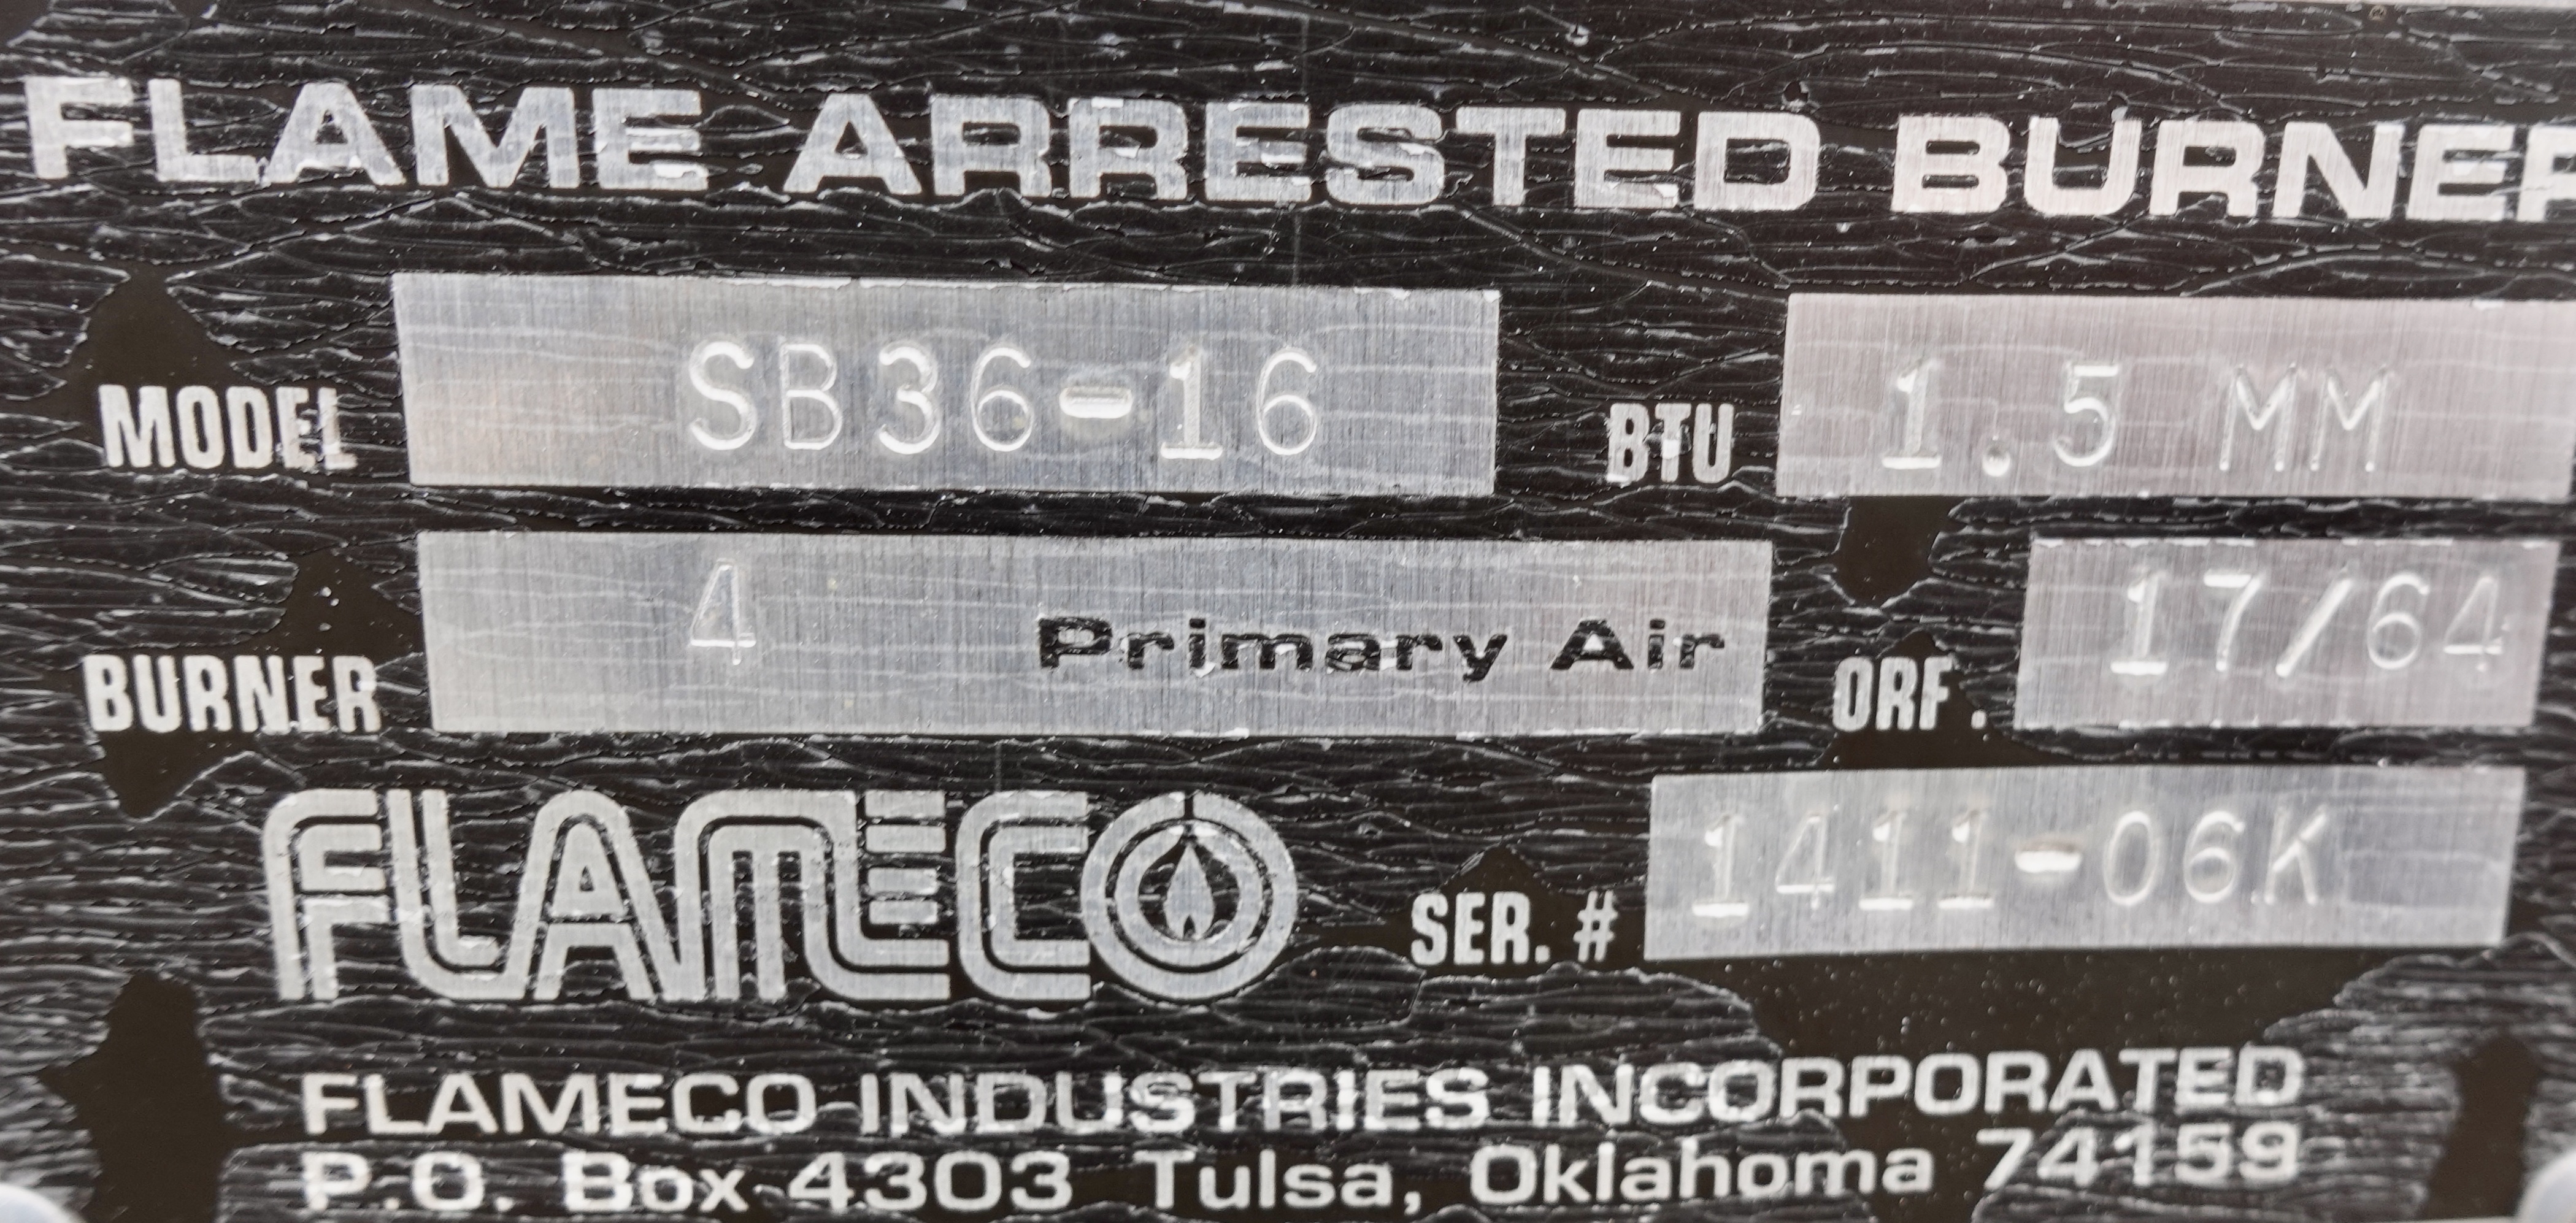 FLAME ARRESTED BURNER
MODEL SB36-16 BTU 1.5 MM
BURNER 4 Primary Air ORF. 17/64
FLAMECO SER. # 1411-06K
FLAMECO INDUSTRIES INCORPORATED
P.O. Box 4303 Tulsa, Oklahoma 74159